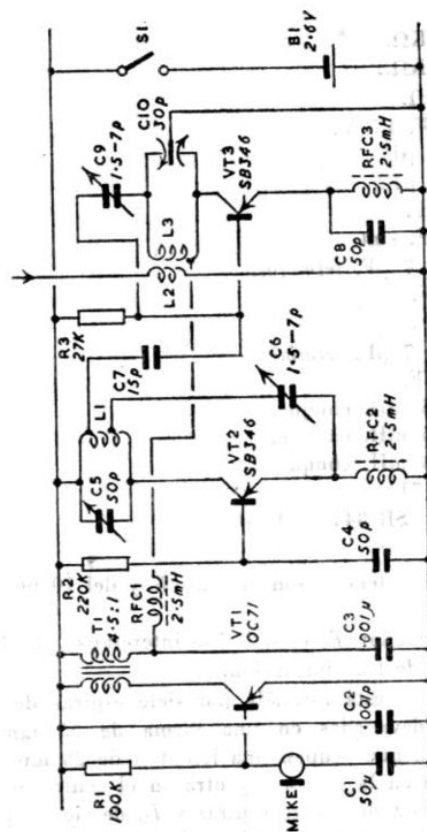 R1
100K
MIKE
C1
50μ
C2
.001μ
T1
4.5:1
VT1
OC71
C3
.001μ
RFC1
2.5mH
R2
220K
C4
50p
C5
50p
L1
VT2
SB346
RFC2
2.5mH
C7
15p
C6
1.5-7p
R3
27K
L2
L3
C9
1.5-7p
C10
30p
VT3
SB346
C8
50p
RFC3
2.5mH
S1
B1
2.6V